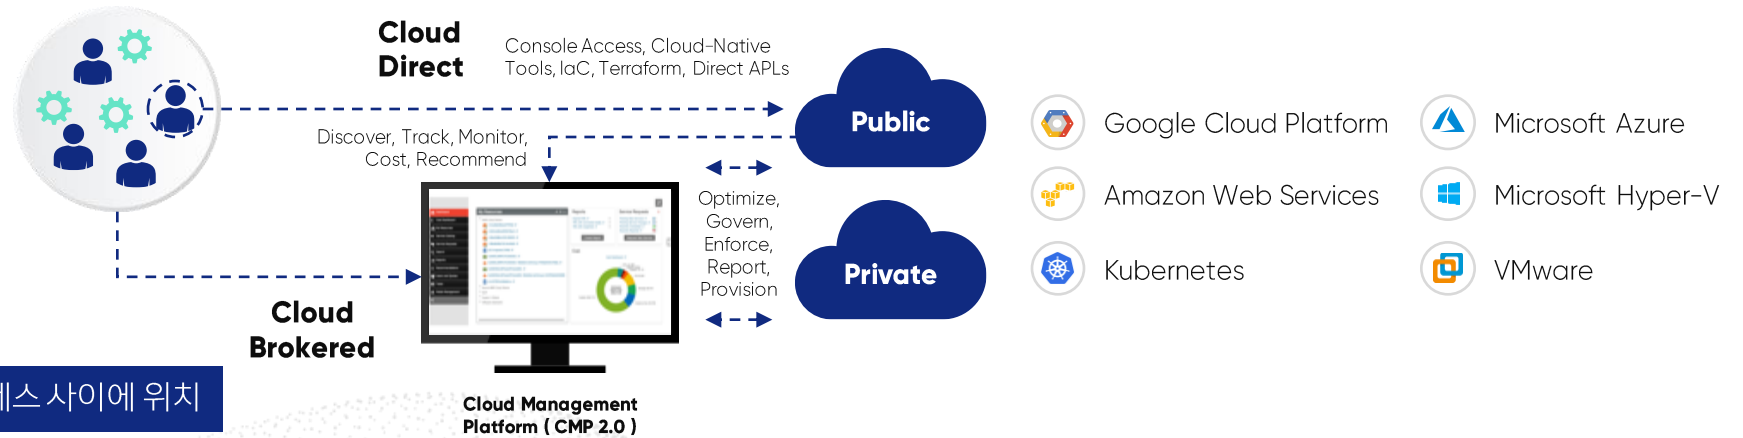 Cloud
Direct
Console Access, Cloud-Native
Tools, IaC, Terraform, Direct APLs
Discover, Track, Monitor,
Cost, Recommend
Public
Optimize,
Govern,
Enforce,
Report,
Provision
Private
Cloud
Brokered
Cloud Management
Platform ( CMP 2.0 )
Google Cloud Platform
Microsoft Azure
Amazon Web Services
Microsoft Hyper-V
Kubernetes
VMware
사이에 위치